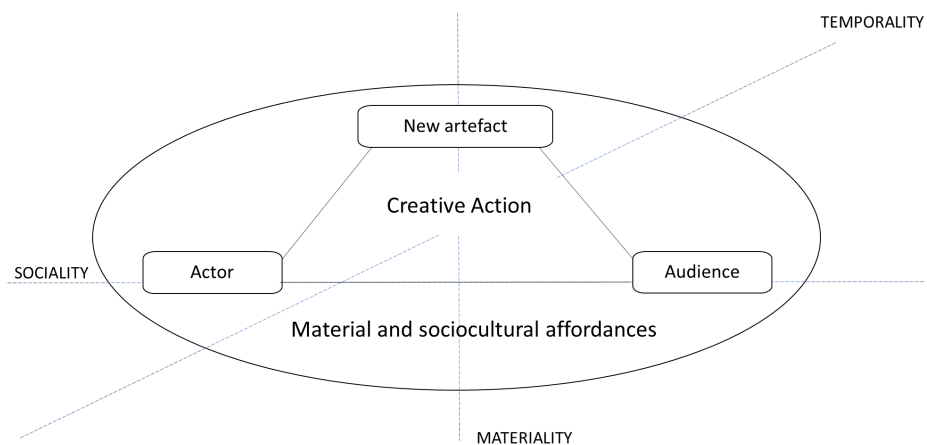 TEMPORALITY
New artefact
Creative Action
SOCIALITY
Actor
Audience
Material and sociocultural affordances
MATERIALITY